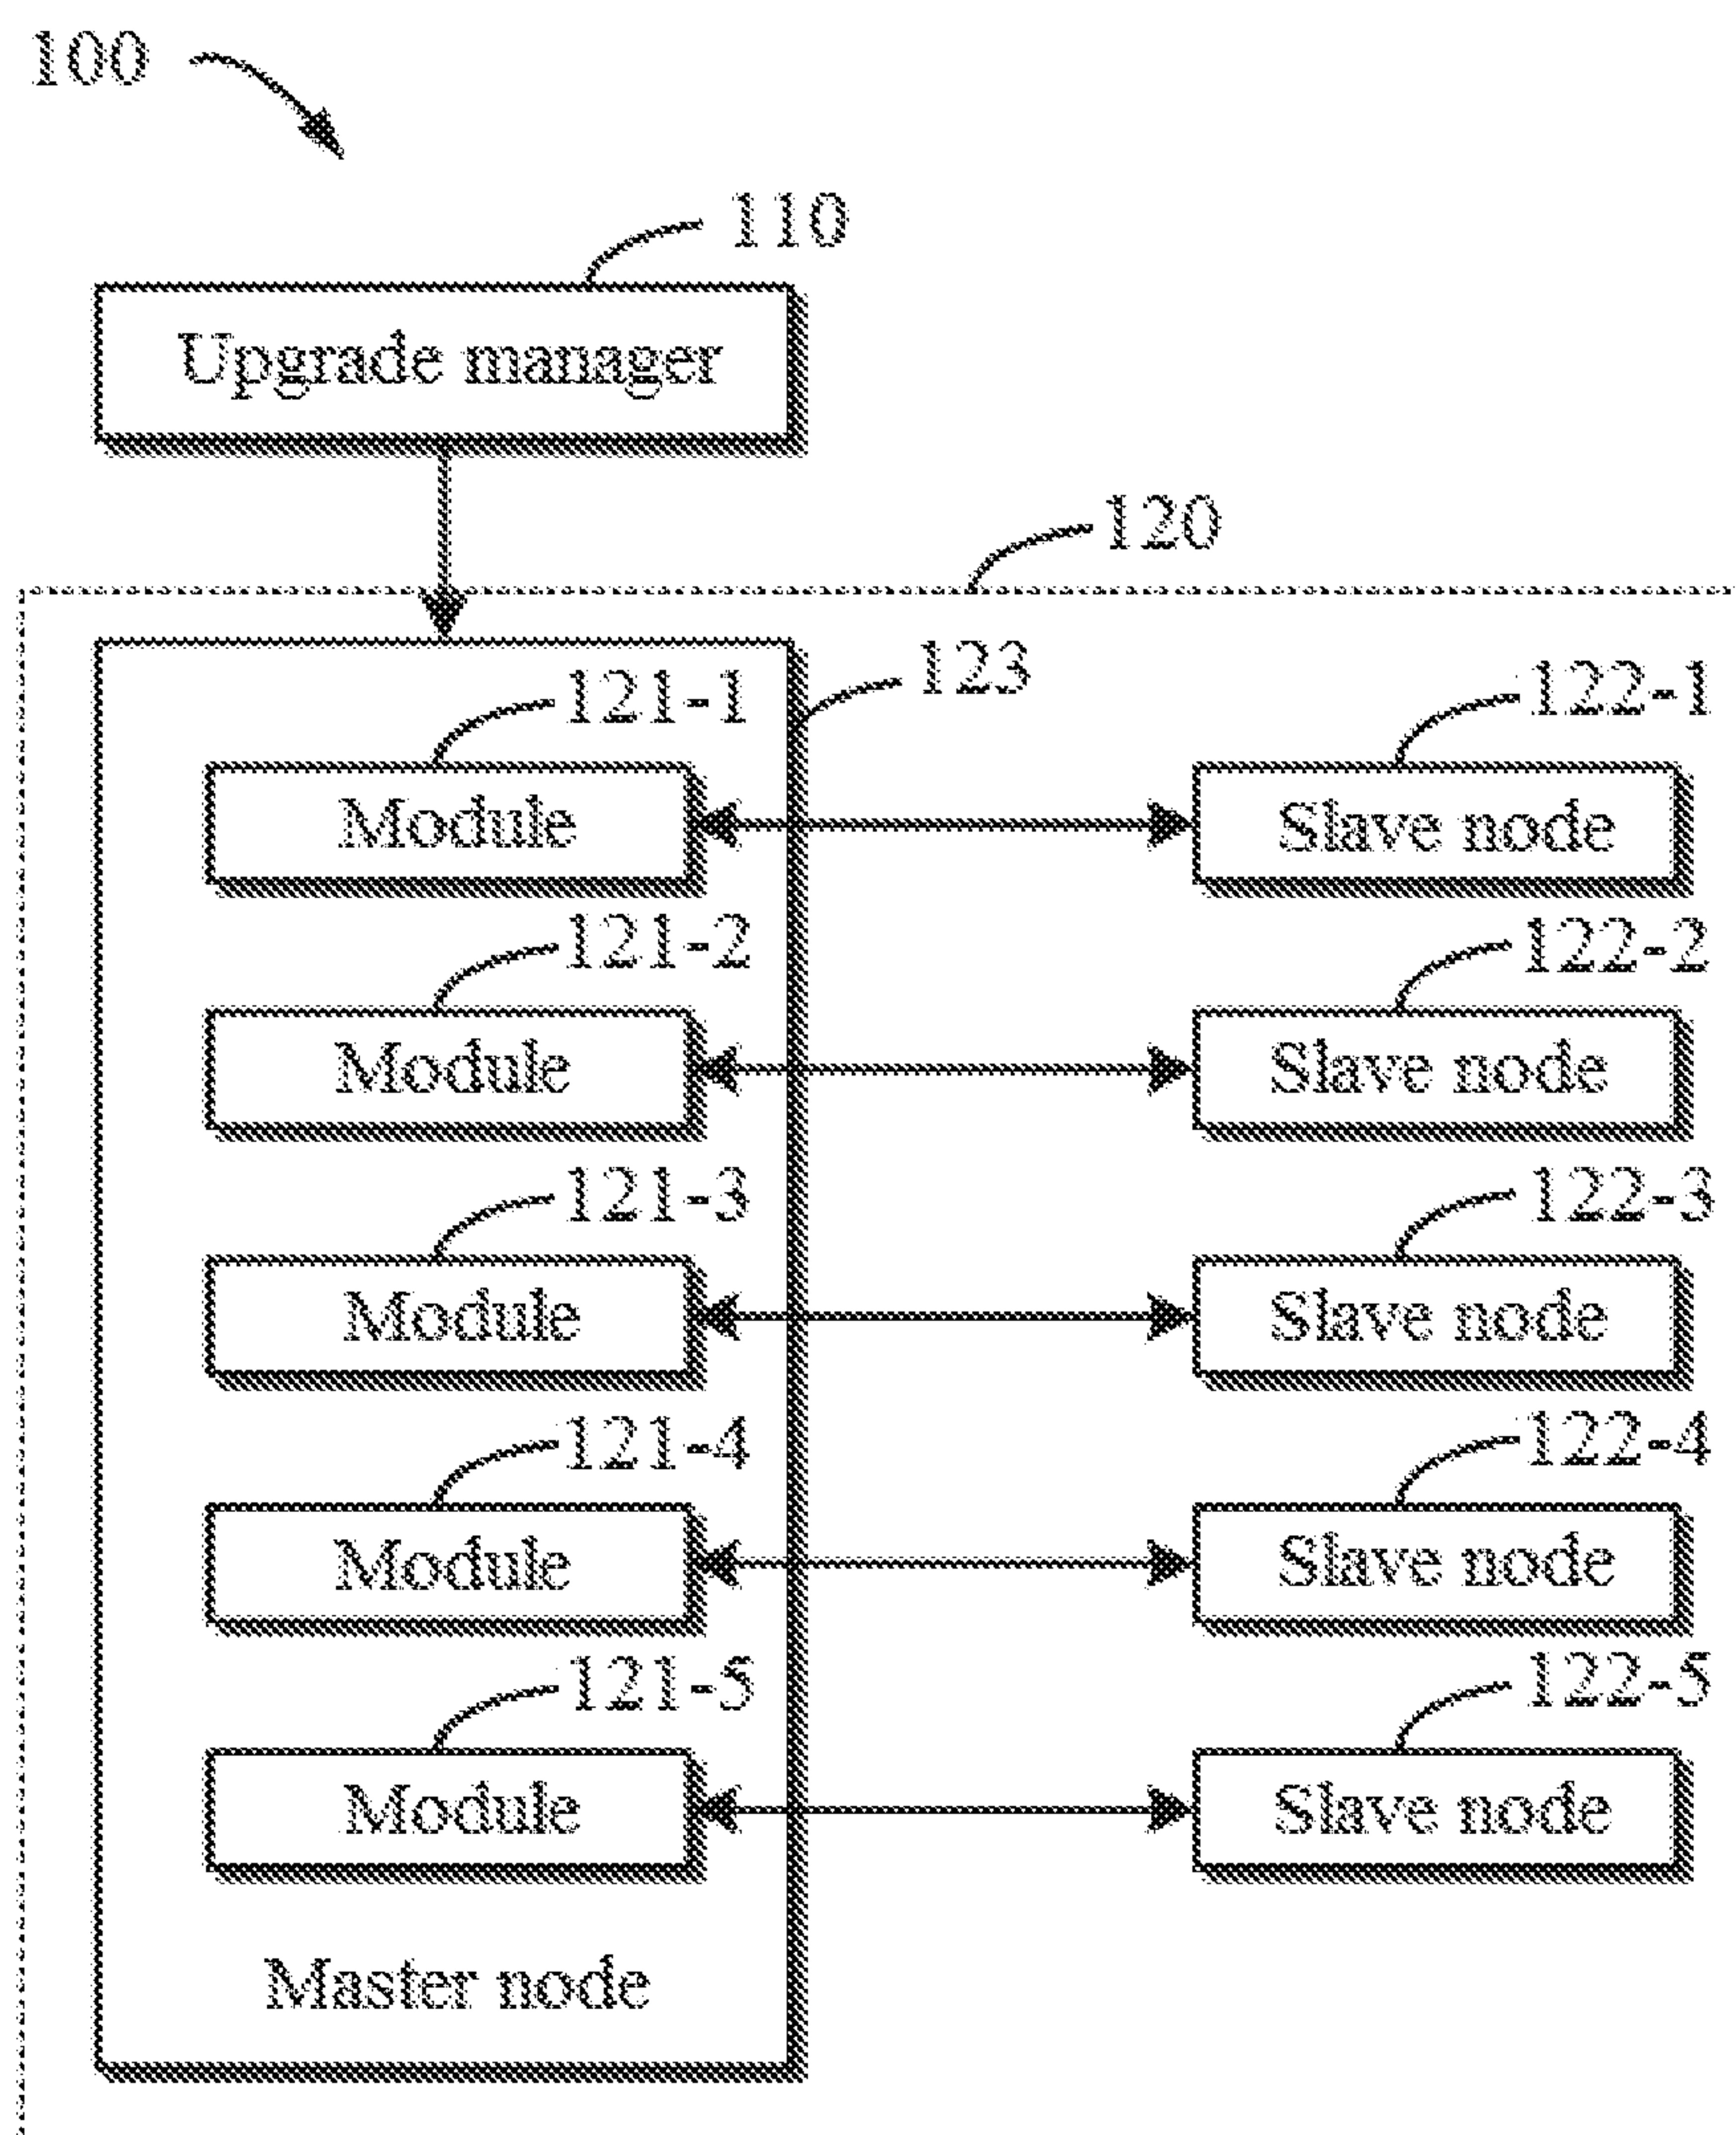 100
110
Upgrade manager
120
123
121-1
122-1
Module
Slave node
121-2
122-2
Module
Slave node
121-3
122-3
Module
Slave node
121-4
122-4
Module
Slave node
121-5
122-5
Module
Slave node
Master node